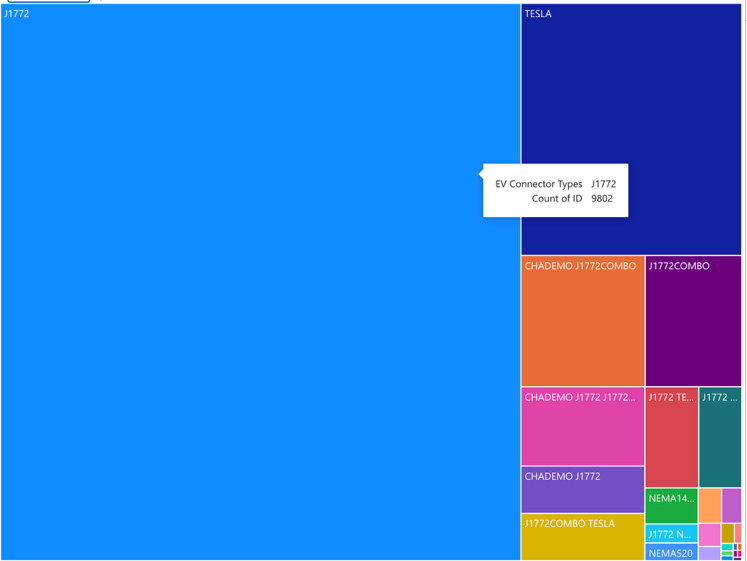 J1772
TESLA
EV Connector Types J1772
Count of ID 9802
CHADEMO J1772COMBO
J1772COMBO
CHADEMO J1772 J1772...
J1772 TE...
J1772 ...
CHADEMO J1772
NEMA14...
J1772COMBO TESLA
J1772 N...
NEMA520